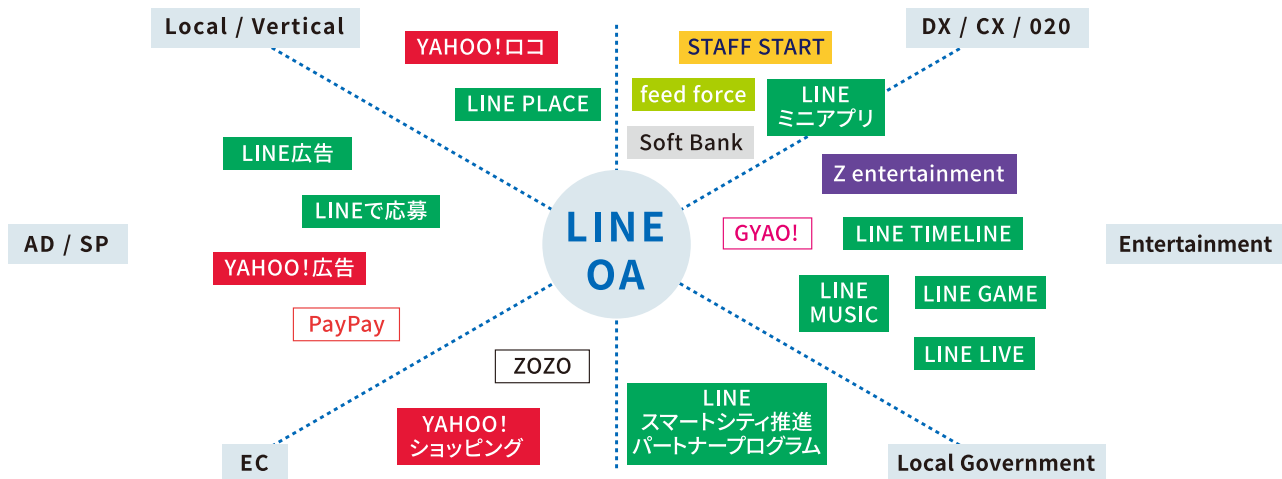 Local / Vertical
YAHOO!ロコ
STAFF START
DX / CX / 020
LINE PLACE
feed force
LINE
ミニアプリ
Soft Bank
LINE広告
Z entertainment
LINEで応募
LINE
OA
GYAO!
LINE TIMELINE
AD / SP
Entertainment
YAHOO!広告
LINE
MUSIC
LINE GAME
PayPay
LINE LIVE
ZOZO
YAHOO!
ショッピング
LINE
スマートシティ推進
パートナープログラム
EC
Local Government